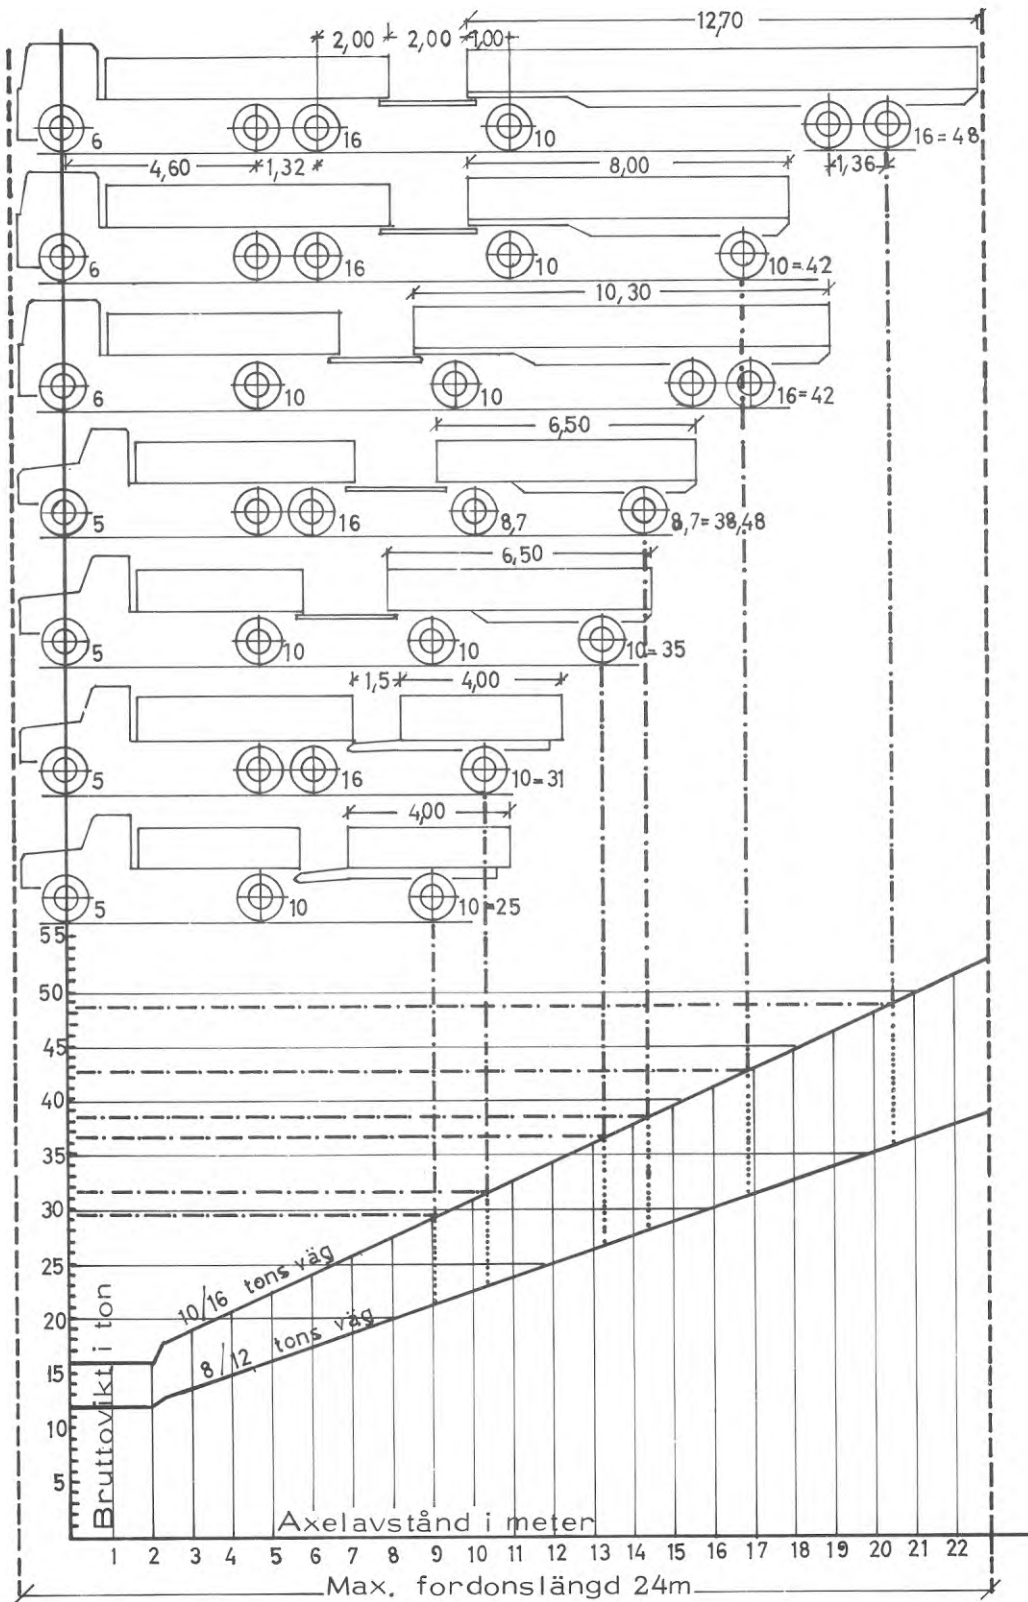 12,70
2,00 2,00 1,00
6 16 10 16=48
4,60 1,32 8,00 1,36
6 16 10 10=42
10,30
6 10 10 16=42
6,50
5 16 8,7 8,7=38,48
6,50
5 10 10 10=35
1,5 4,00
5 16 10=31
4,00
5 10 10=25
55
50
45
40
35
30
25
20
15
10
5
Bruttovikt i ton
10/16 tons väg
8/12 tons väg
Axelavstånd i meter
1 2 3 4 5 6 7 8 9 10 11 12 13 14 15 16 17 18 19 20 21 22
Max. fordonslängd 24m